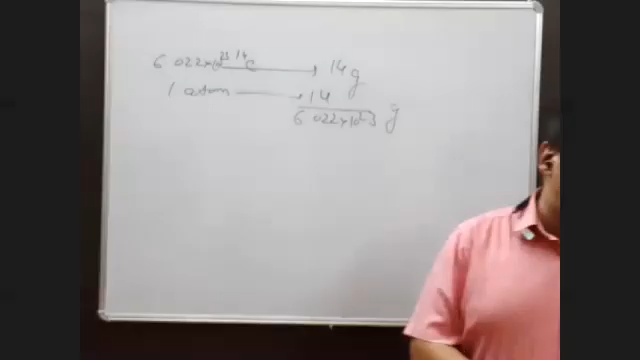 6 022×10²³ ¹⁴C → 14 g
1 atom → 14
6 022×10²³ g